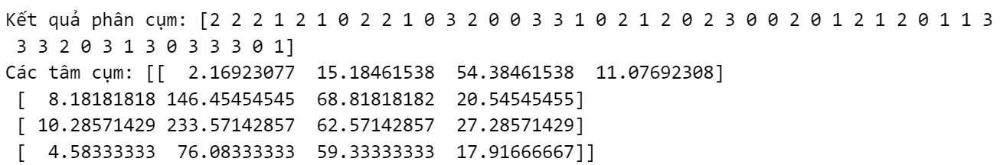 Kết quả phân cụm: [2 2 2 1 2 1 0 2 2 1 0 3 2 0 0 3 3 1 0 2 1 2 0 2 3 0 0 2 0 1 2 1 2 0 1 1 3
3 3 2 0 3 1 3 0 3 3 3 0 1]
Các tâm cụm: [[  2.16923077  15.18461538  54.38461538  11.07692308]
[  8.18181818 146.45454545  68.81818182  20.54545455]
[ 10.28571429 233.57142857  62.57142857  27.28571429]
[  4.58333333  76.08333333  59.33333333  17.91666667]]